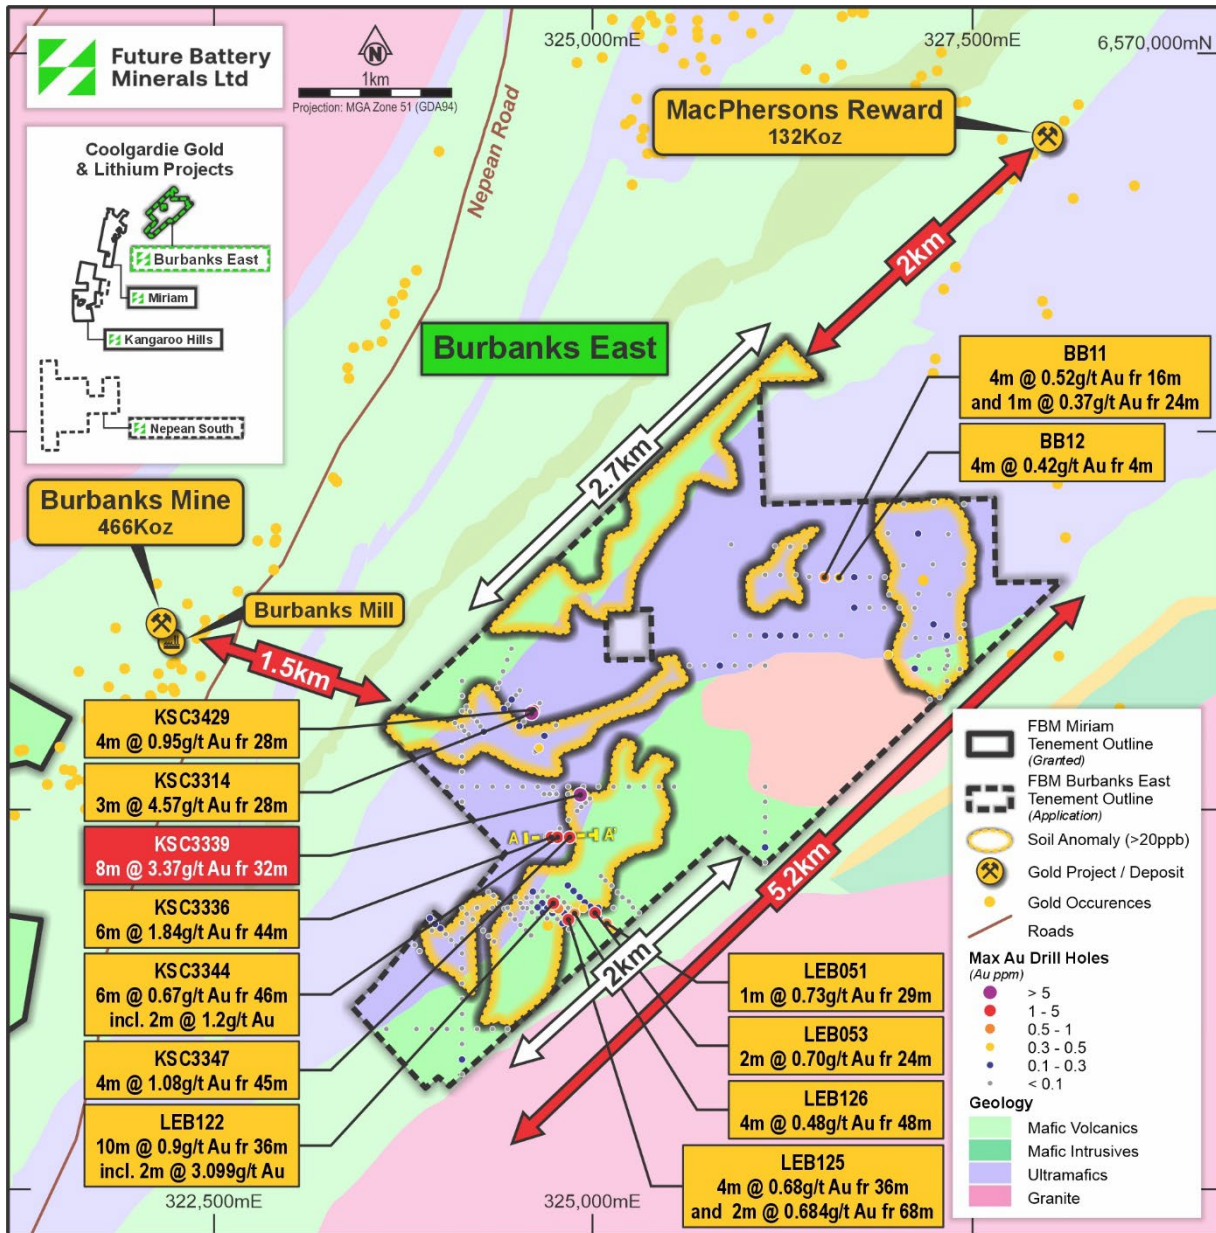 Future Battery
Minerals Ltd
N
1km
Projection: MGA Zone 51 (GDA94)
325,000mE
327,500mE
6,570,000mN
Nepean Road
MacPhersons Reward
132Koz
Coolgardie Gold
& Lithium Projects
Burbanks East
Miriam
Kangaroo Hills
Nepean South
2km
Burbanks East
BB11
4m @ 0.52g/t Au fr 16m
and 1m @ 0.37g/t Au fr 24m
BB12
4m @ 0.42g/t Au fr 4m
2.7km
Burbanks Mine
466Koz
Burbanks Mill
1.5km
KSC3429
4m @ 0.95g/t Au fr 28m
KSC3314
3m @ 4.57g/t Au fr 28m
KSC3339
8m @ 3.37g/t Au fr 32m
KSC3336
6m @ 1.84g/t Au fr 44m
KSC3344
6m @ 0.67g/t Au fr 46m
incl. 2m @ 1.2g/t Au
KSC3347
4m @ 1.08g/t Au fr 45m
LEB122
10m @ 0.9g/t Au fr 36m
incl. 2m @ 3.099g/t Au
A
A'
5.2km
2km
LEB051
1m @ 0.73g/t Au fr 29m
LEB053
2m @ 0.70g/t Au fr 24m
LEB126
4m @ 0.48g/t Au fr 48m
LEB125
4m @ 0.68g/t Au fr 36m
and 2m @ 0.684g/t Au fr 68m
FBM Miriam
Tenement Outline
(Granted)
FBM Burbanks East
Tenement Outline
(Application)
Soil Anomaly (>20ppb)
Gold Project / Deposit
Gold Occurences
Roads
Max Au Drill Holes
(Au ppm)
> 5
1 - 5
0.5 - 1
0.3 - 0.5
0.1 - 0.3
< 0.1
Geology
Mafic Volcanics
Mafic Intrusives
Ultramafics
Granite
322,500mE
325,000mE